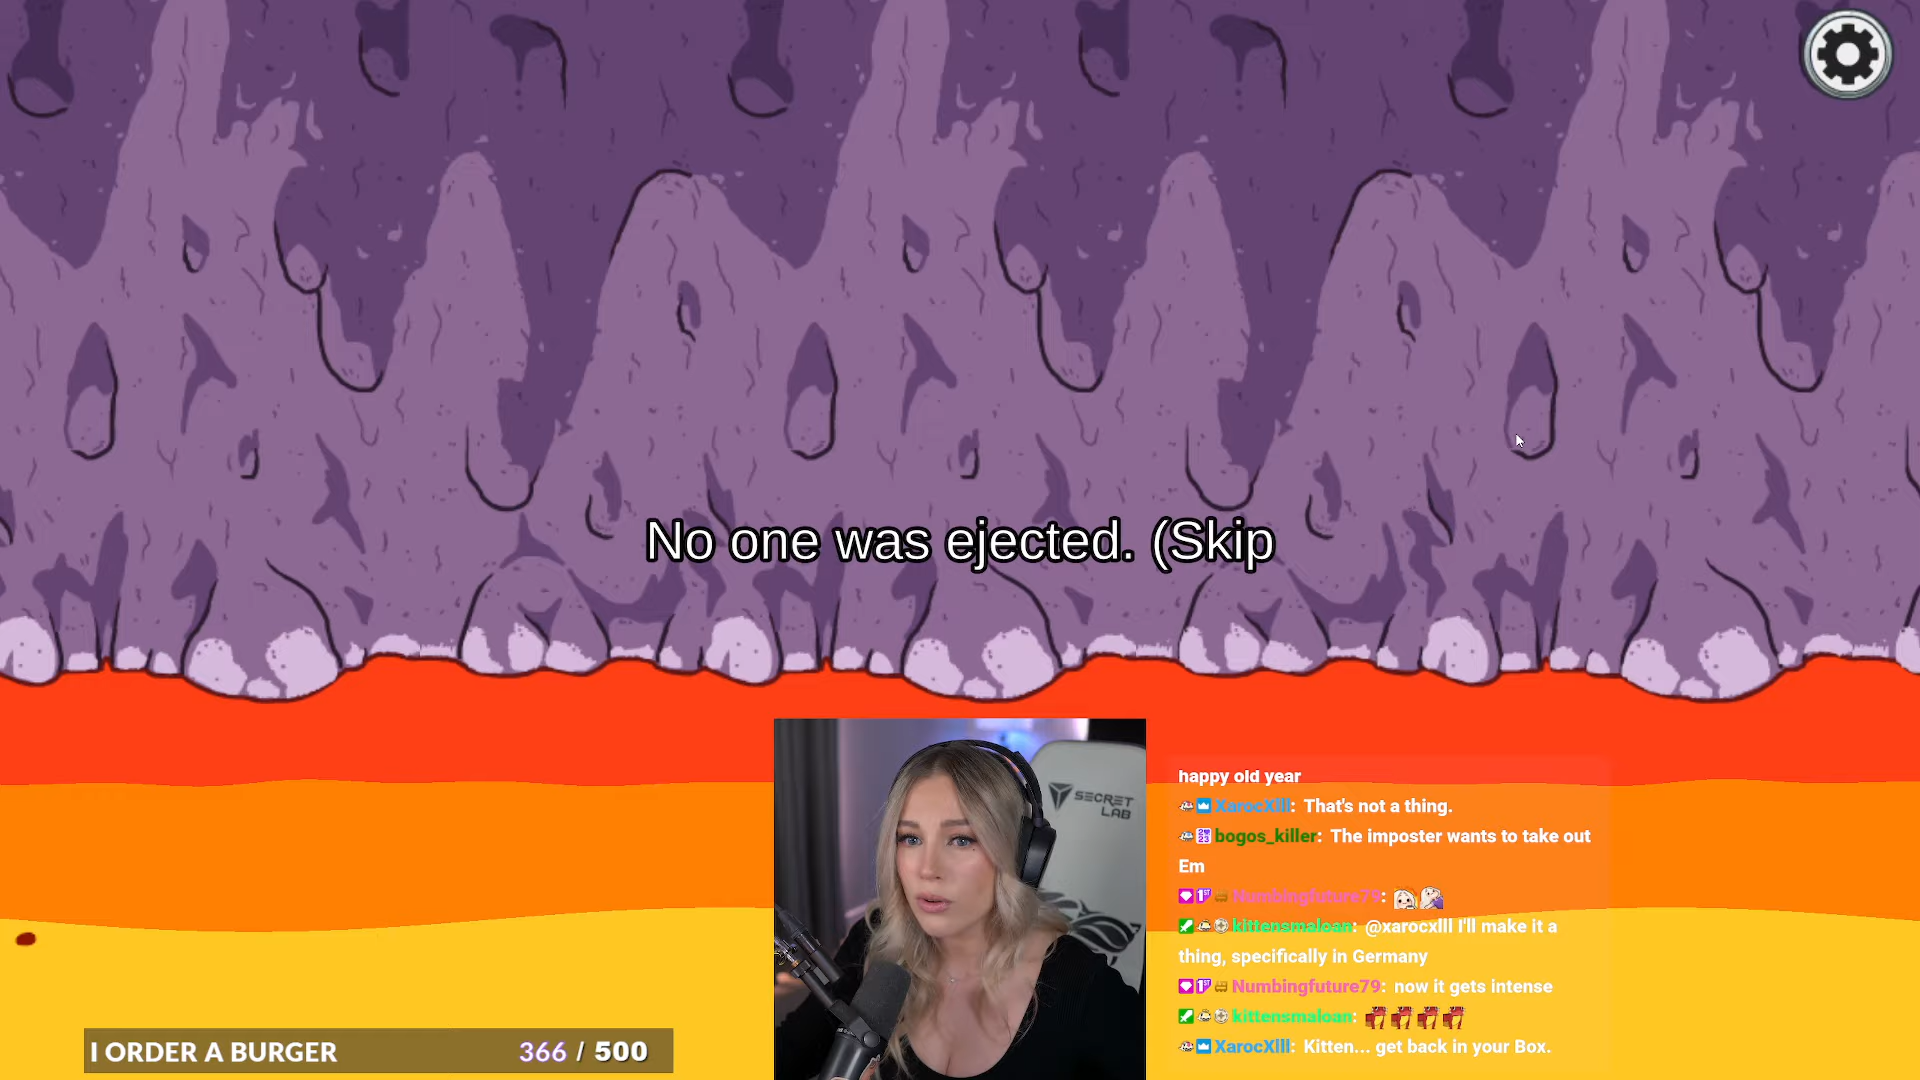 No one was ejected. (Skip
SECRET
LAB
happy old year
XarocXlll: That's not a thing.
bogos_killer: The imposter wants to take out
Em
Numbingfuture79:
kittensmaloan: @xarocxlll I'll make it a
thing, specifically in Germany
Numbingfuture79: now it gets intense
kittensmaloan:
XarocXlll: Kitten... get back in your Box.
I ORDER A BURGER 366 / 500